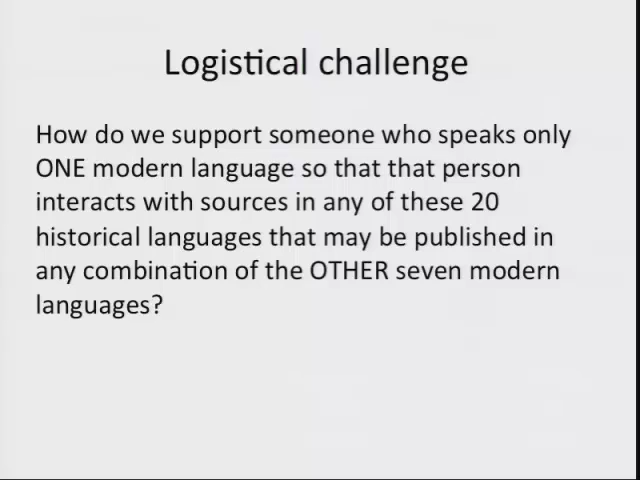 Logistical challenge
How do we support someone who speaks only
ONE modern language so that that person
interacts with sources in any of these 20
historical languages that may be published in
any combination of the OTHER seven modern
languages?